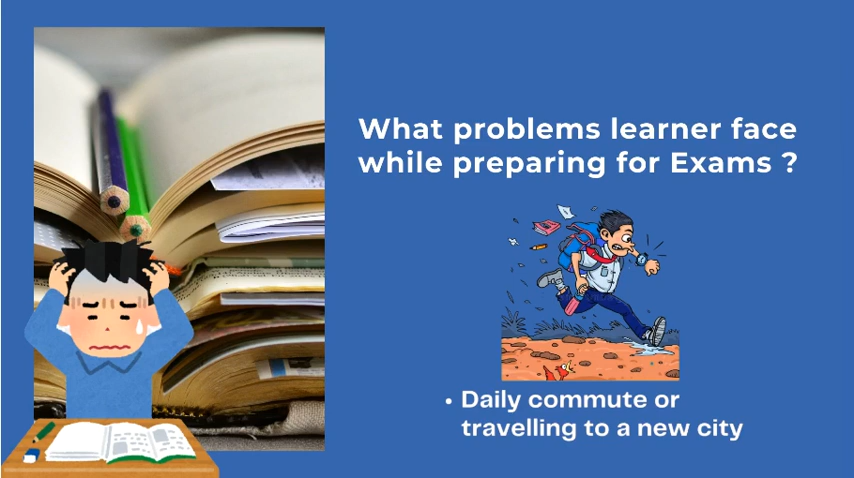 What problems learner face
while preparing for Exams ?
• Daily commute or
travelling to a new city